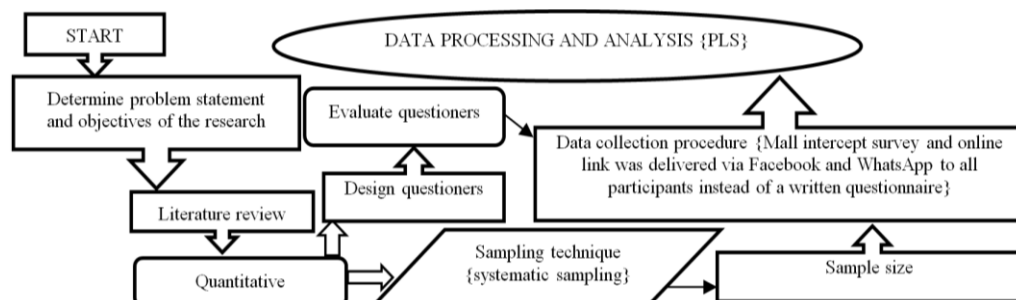 START
DATA PROCESSING AND ANALYSIS {PLS}
Determine problem statement
and objectives of the research
Evaluate questioners
Data collection procedure {Mall intercept survey and online
link was delivered via Facebook and WhatsApp to all
participants instead of a written questionnaire}
Design questioners
Literature review
Sampling technique
{systematic sampling}
Sample size
Quantitative